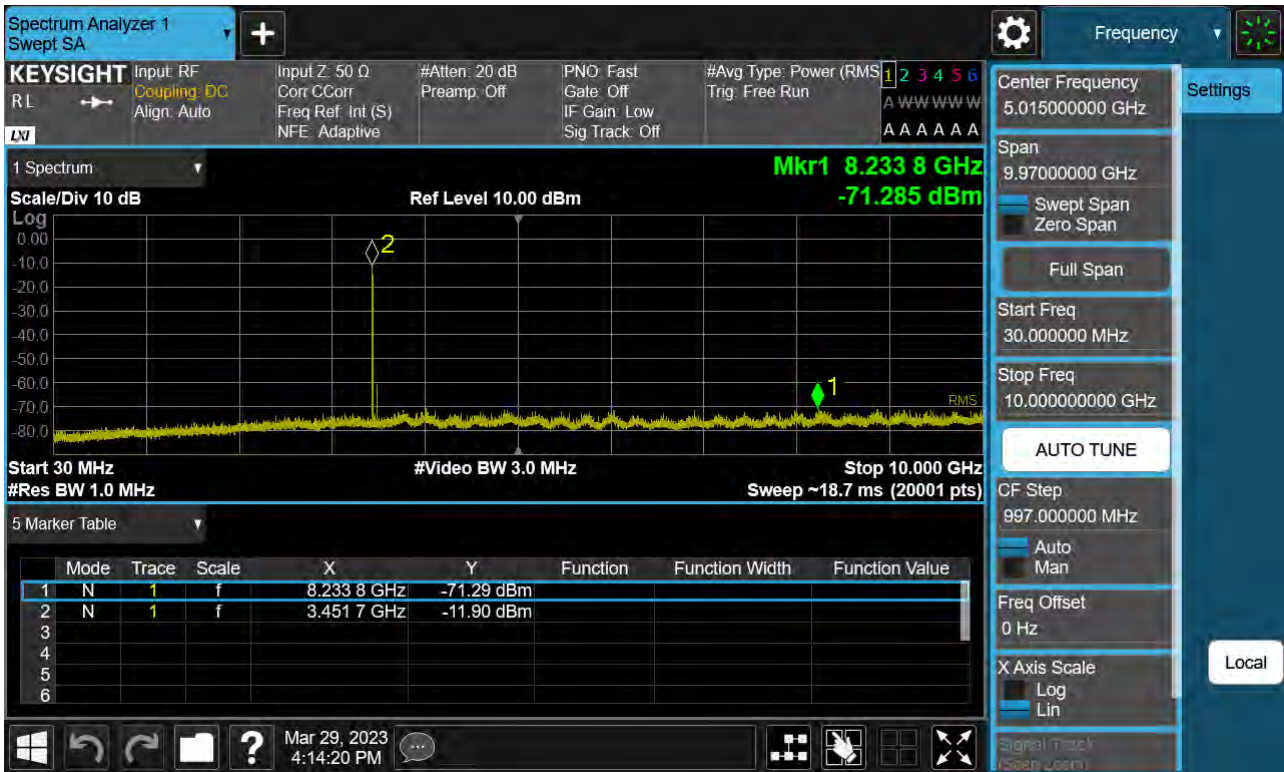 Spectrum Analyzer 1
Swept SA
Frequency
KEYSIGHT
RL
LXI
Input: RF
Coupling: DC
Align: Auto
Input Z: 50 Ω
Corr CCorr
Freq Ref: Int (S)
NFE: Adaptive
#Atten: 20 dB
Preamp: Off
PNO: Fast
Gate: Off
IF Gain: Low
Sig Track: Off
#Avg Type: Power (RMS
Trig: Free Run
1 2 3 4 5 6
A W W W W W
A A A A A A
1 Spectrum
Mkr1 8.233 8 GHz
-71.285 dBm
Scale/Div 10 dB
Ref Level 10.00 dBm
Log
0.00
-10.0
-20.0
-30.0
-40.0
-50.0
-60.0
-70.0
-80.0
2
1
RMS
Start 30 MHz
#Video BW 3.0 MHz
Stop 10.000 GHz
#Res BW 1.0 MHz
Sweep ~18.7 ms (20001 pts)
5 Marker Table
Mode Trace Scale X Y Function Function Width Function Value
1 N 1 f 8.233 8 GHz -71.29 dBm
2 N 1 f 3.451 7 GHz -11.90 dBm
3
4
5
6
Mar 29, 2023
4:14:20 PM
?
Center Frequency
5.015000000 GHz
Settings
Span
9.97000000 GHz
Swept Span
Zero Span
Full Span
Start Freq
30.000000 MHz
Stop Freq
10.000000000 GHz
AUTO TUNE
CF Step
997.000000 MHz
Auto
Man
Freq Offset
0 Hz
X Axis Scale
Log
Lin
Local
Signal Track
(Span Zoom)